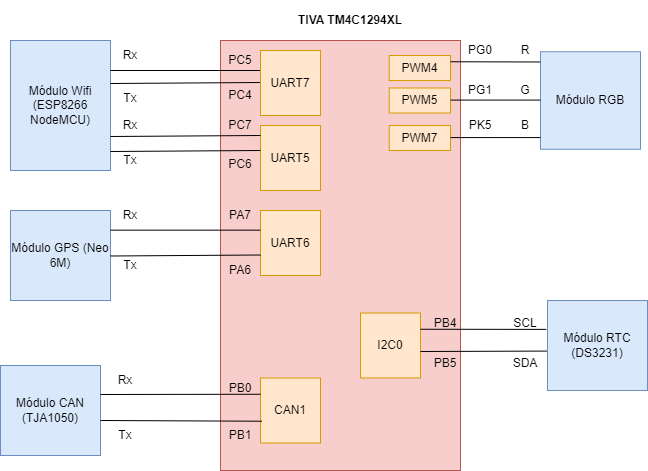 TIVA TM4C1294XL
Rx
PC5
UART7
Tx
PC4
Módulo Wifi
(ESP8266
NodeMCU)
Rx
PC7
UART5
Tx
PC6
Rx
PA7
UART6
Módulo GPS (Neo
6M)
Tx
PA6
Rx
PB0
CAN1
Módulo CAN
(TJA1050)
Tx
PB1
PWM4
PG0
R
PWM5
PG1
G
Módulo RGB
PWM7
PK5
B
I2C0
PB4
SCL
Módulo RTC
(DS3231)
PB5
SDA